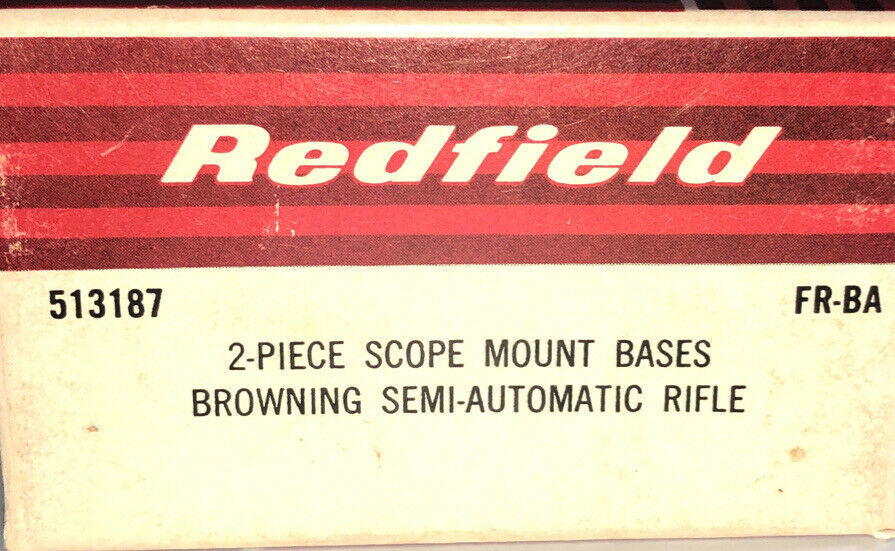 Redfield
513187 FR-BA
2-PIECE SCOPE MOUNT BASES
BROWNING SEMI-AUTOMATIC RIFLE